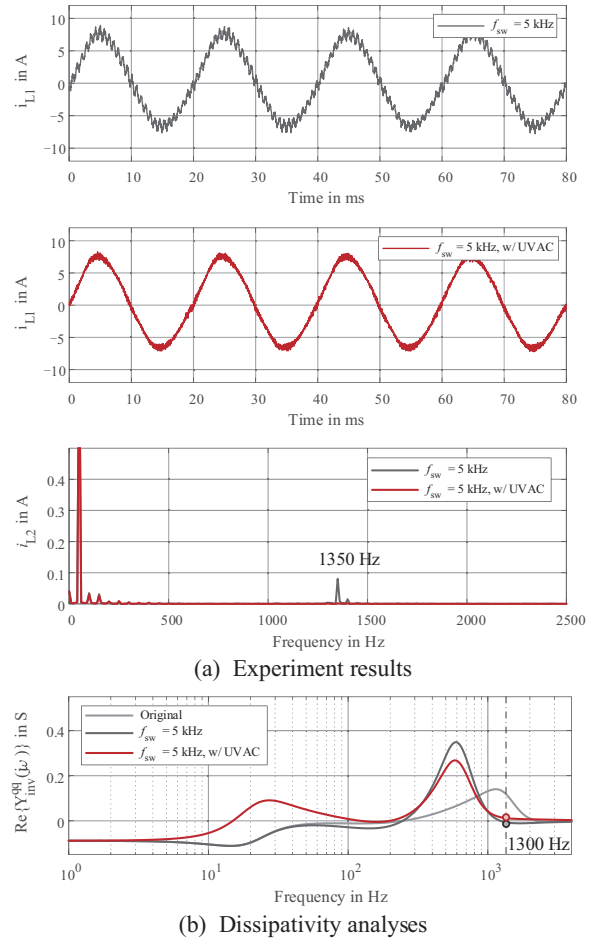 10
5
0
−5
−10
i_L1 in A
f_sw = 5 kHz
0 10 20 30 40 50 60 70 80
Time in ms
10
5
0
−5
−10
i_L1 in A
f_sw = 5 kHz, w/ UVAC
0 10 20 30 40 50 60 70 80
Time in ms
0.5
0.4
0.3
0.2
0.1
0
i_L2 in A
f_sw = 5 kHz
f_sw = 5 kHz, w/ UVAC
1350 Hz
0 500 1000 1500 2000 2500
Frequency in Hz
(a) Experiment results
0.4
0.2
0
Re{Y_inv^qq(jω)} in S
Original
f_sw = 5 kHz
f_sw = 5 kHz, w/ UVAC
1300 Hz
10^0 10^1 10^2 10^3
Frequency in Hz
(b) Dissipativity analyses